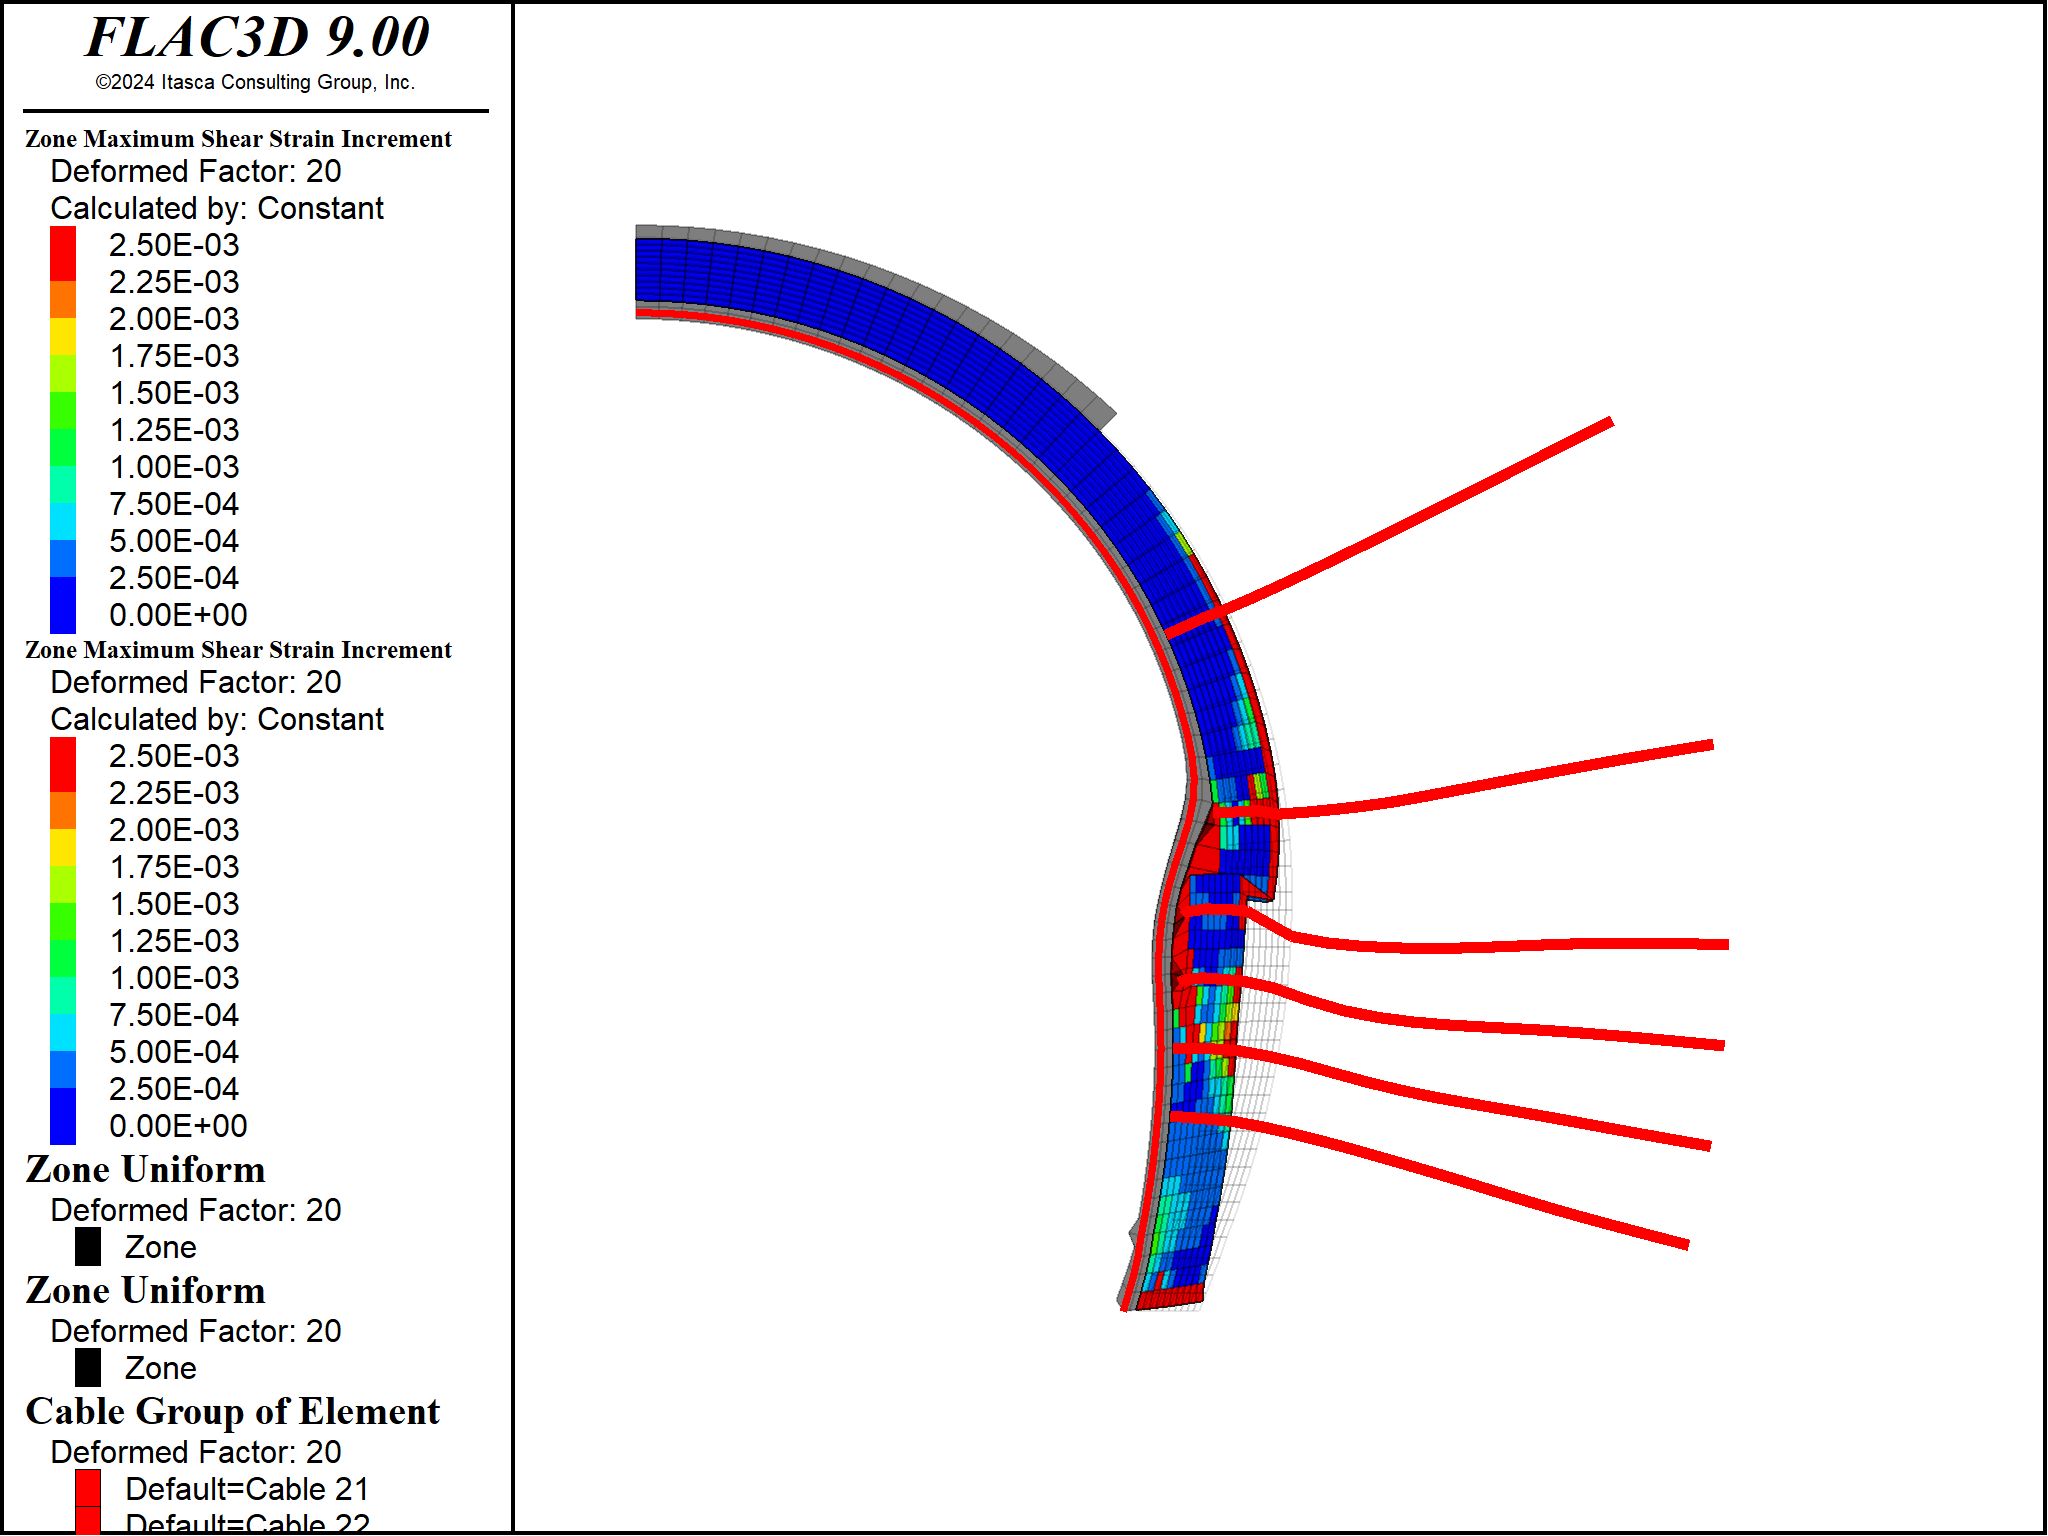 FLAC3D 9.00
©2024 Itasca Consulting Group, Inc.
Zone Maximum Shear Strain Increment
Deformed Factor: 20
Calculated by: Constant
2.50E-03
2.25E-03
2.00E-03
1.75E-03
1.50E-03
1.25E-03
1.00E-03
7.50E-04
5.00E-04
2.50E-04
0.00E+00
Zone Maximum Shear Strain Increment
Deformed Factor: 20
Calculated by: Constant
2.50E-03
2.25E-03
2.00E-03
1.75E-03
1.50E-03
1.25E-03
1.00E-03
7.50E-04
5.00E-04
2.50E-04
0.00E+00
Zone Uniform
Deformed Factor: 20
Zone
Zone Uniform
Deformed Factor: 20
Zone
Cable Group of Element
Deformed Factor: 20
Default=Cable 21
Default=Cable 22